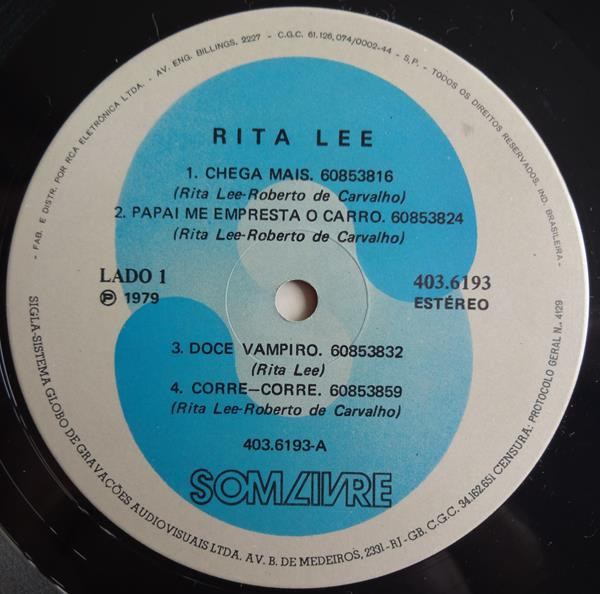 - FAB. E DISTR. POR RCA ELETRÔNICA LTDA. - AV. ENG. BILLINGS, 2227 - C.G.C. 61.126.074/0002-44 - S.P. - TODOS OS DIREITOS RESERVADOS. IND. BRASILEIRA -
RITA LEE
1. CHEGA MAIS. 60853816
(Rita Lee-Roberto de Carvalho)
2. PAPAI ME EMPRESTA O CARRO. 60853824
(Rita Lee-Roberto de Carvalho)
LADO 1
Ⓟ 1979
403.6193
ESTÉREO
3. DOCE VAMPIRO. 60853832
(Rita Lee)
4. CORRE-CORRE. 60853859
(Rita Lee-Roberto de Carvalho)
403.6193-A
SOM LIVRE
SIGLA-SISTEMA GLOBO DE GRAVAÇÕES AUDIOVISUAIS LTDA. AV. B. DE MEDEIROS, 2331-RJ-GB. C.G.C. 34.162.651 CENSURA: PROTOCOLO GERAL N.. 4129